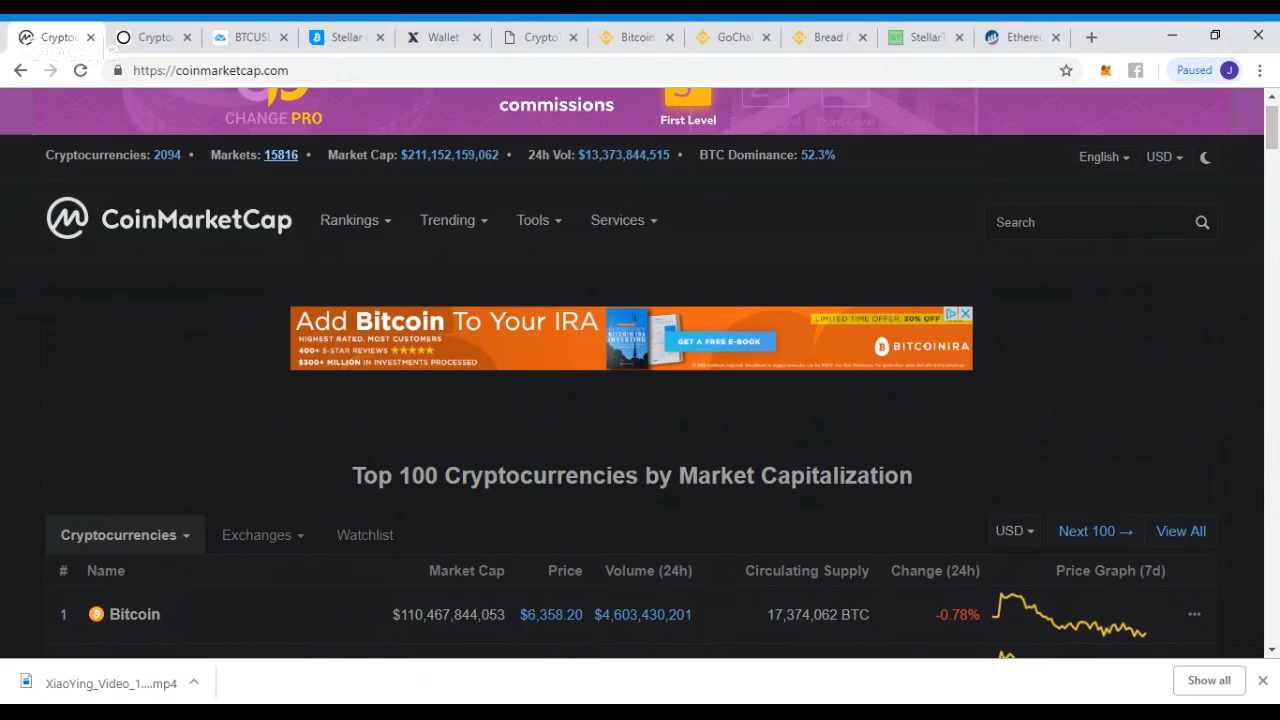 Crypto
Crypto
BTCUS
Stellar
Wallet
Crypto
Bitcoin
GoCha
Bread (
StellarT
Ethere
https://coinmarketcap.com
Paused J
CHANGE PRO
commissions
First Level
Cryptocurrencies: 2094 • Markets: 15816 • Market Cap: $211,152,159,062 • 24h Vol: $13,373,844,515 • BTC Dominance: 52.3%
English USD
CoinMarketCap
Rankings Trending Tools Services
Search
Add Bitcoin To Your IRA
HIGHEST RATED. MOST CUSTOMERS
400+ 5-STAR REVIEWS ★★★★★
$300+ MILLION IN INVESTMENTS PROCESSED
BITCOIN IRA
INVESTING
GET A FREE E-BOOK
LIMITED TIME OFFER: 30% OFF
BITCOINIRA
Top 100 Cryptocurrencies by Market Capitalization
Cryptocurrencies Exchanges Watchlist USD Next 100 → View All
# Name Market Cap Price Volume (24h) Circulating Supply Change (24h) Price Graph (7d)
1 Bitcoin $110,467,844,053 $6,358.20 $4,603,430,201 17,374,062 BTC -0.78%
XiaoYing_Video_1....mp4
Show all